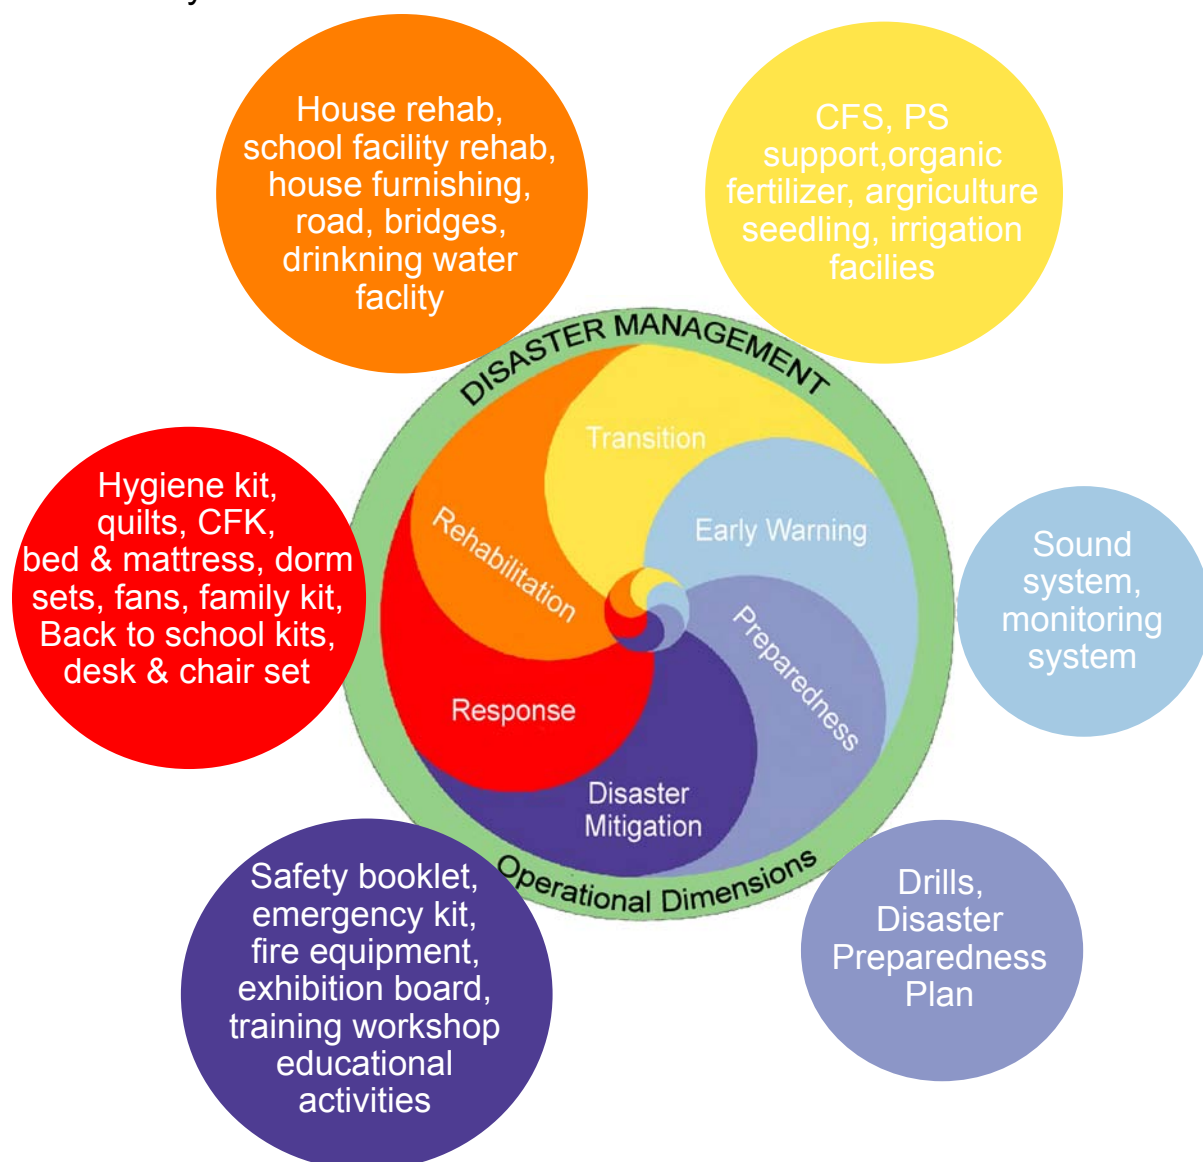 y
House rehab,
school facility rehab,
house furnishing,
road, bridges,
drinkning water
faclity
CFS, PS
support,organic
fertilizer, argriculture
seedling, irrigation
facilies
DISASTER MANAGEMENT
Transition
Rehabilitation
Early Warning
Hygiene kit,
quilts, CFK,
bed & mattress, dorm
sets, fans, family kit,
Back to school kits,
desk & chair set
Sound
system,
monitoring
system
Preparedness
Response
Disaster
Mitigation
Operational Dimensions
Safety booklet,
emergency kit,
fire equipment,
exhibition board,
training workshop
educational
activities
Drills,
Disaster
Preparedness
Plan